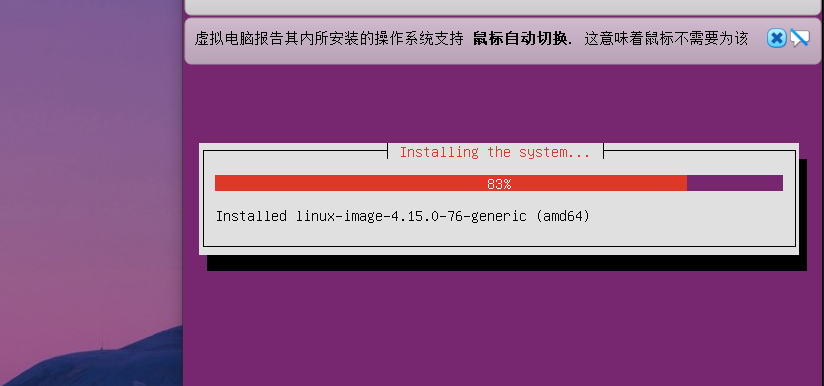 虚拟电脑报告其内所安装的操作系统支持 鼠标自动切换. 这意味着鼠标不需要为该
Installing the system...
83%
Installed linux-image-4.15.0-76-generic (amd64)